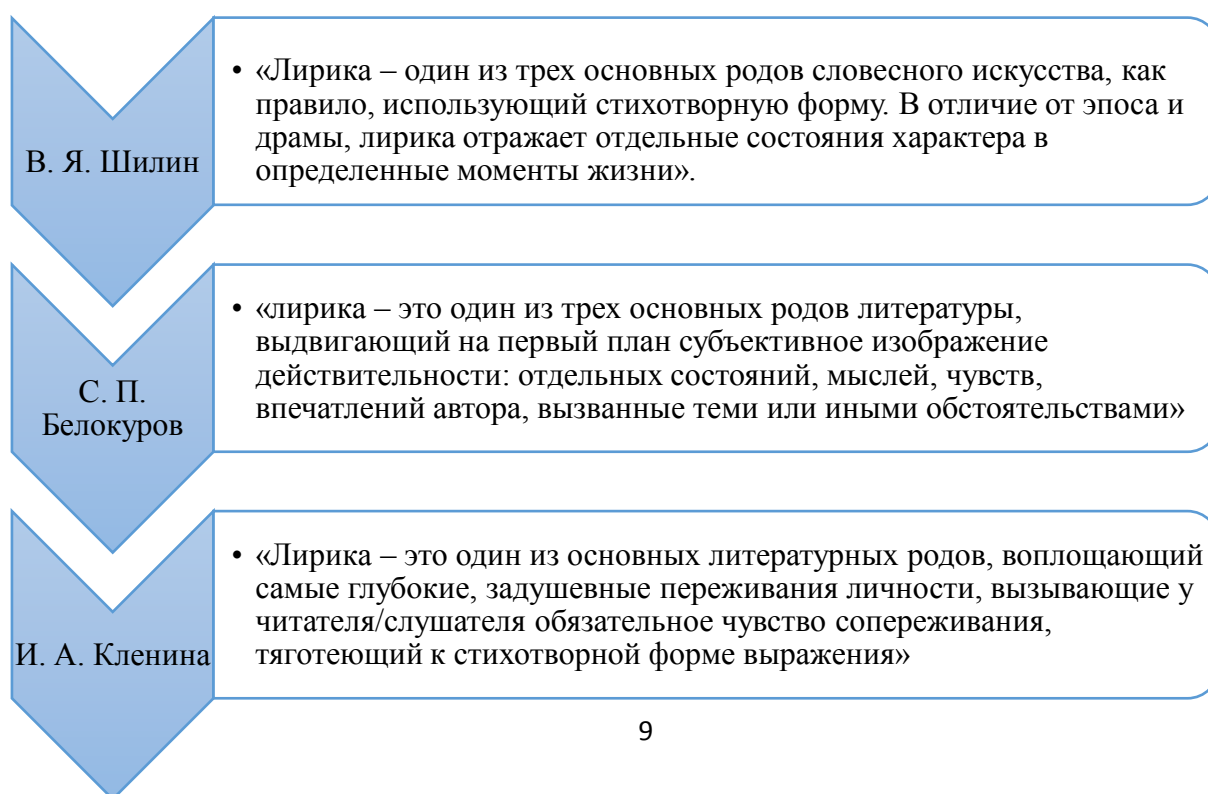 В. Я. Шилин
• «Лирика – один из трех основных родов словесного искусства, как
правило, использующий стихотворную форму. В отличие от эпоса и
драмы, лирика отражает отдельные состояния характера в
определенные моменты жизни».
С. П.
Белокуров
• «лирика – это один из трех основных родов литературы,
выдвигающий на первый план субъективное изображение
действительности: отдельных состояний, мыслей, чувств,
впечатлений автора, вызванные теми или иными обстоятельствами»
И. А. Кленина
• «Лирика – это один из основных литературных родов, воплощающий
самые глубокие, задушевные переживания личности, вызывающие у
читателя/слушателя обязательное чувство сопереживания,
тяготеющий к стихотворной форме выражения»
9